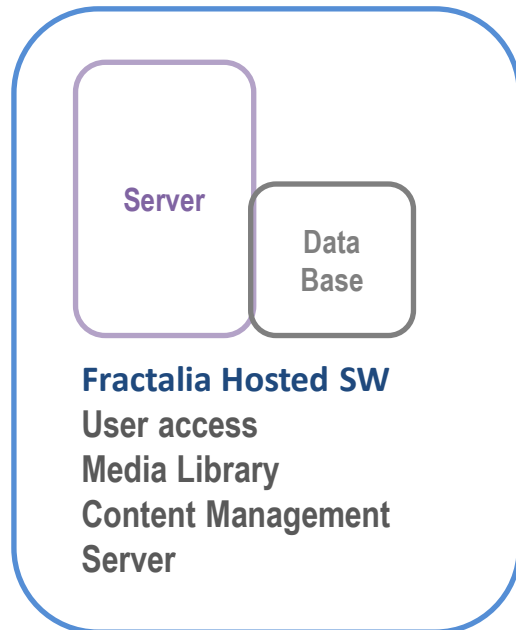 Server
Data
Base
Fractalia Hosted SW
User access
Media Library
Content Management
Server